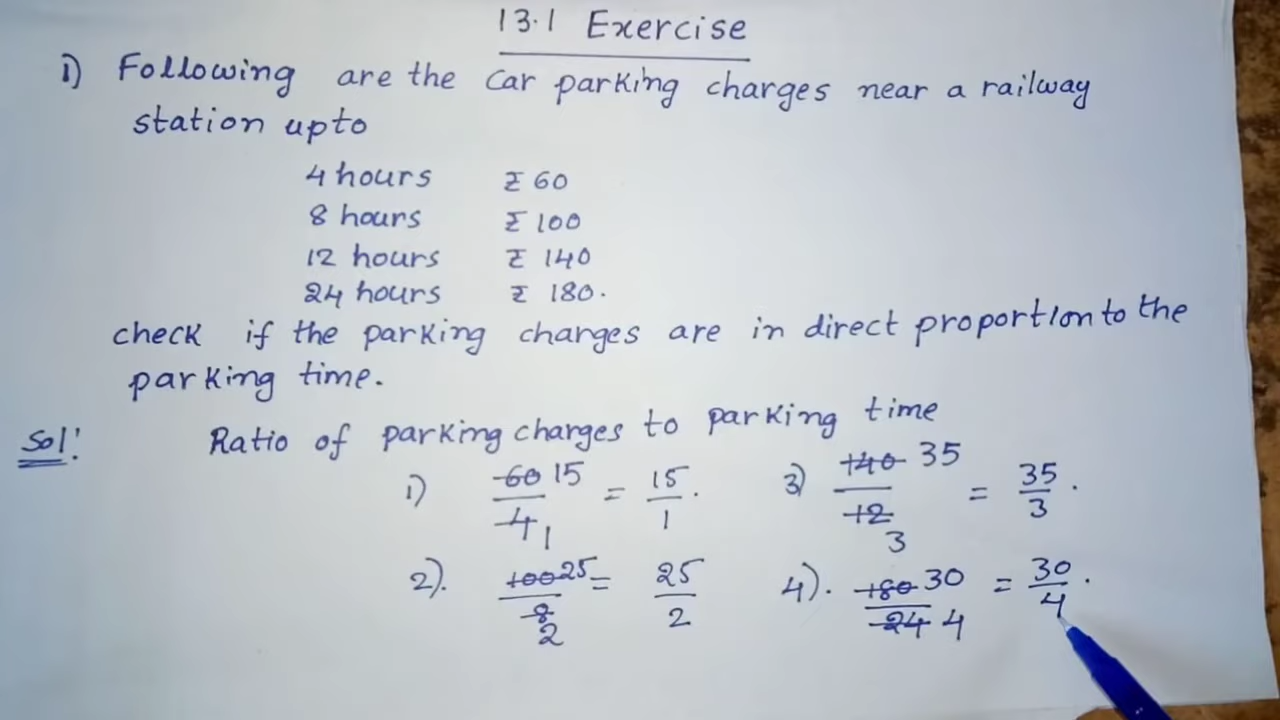 13.1 Exercise
1) Following are the car parking charges near a railway
station upto
4 hours ₹ 60
8 hours ₹ 100
12 hours ₹ 140
24 hours ₹ 180.
check if the parking charges are in direct proportion to the
parking time.
Sol! Ratio of parking charges to parking time
1) 60/4 15/1 = 15/1.
2). 100/8 25/2 = 25/2
3) 140/12 35/3 = 35/3.
4). 180/24 30/4 = 30/4.